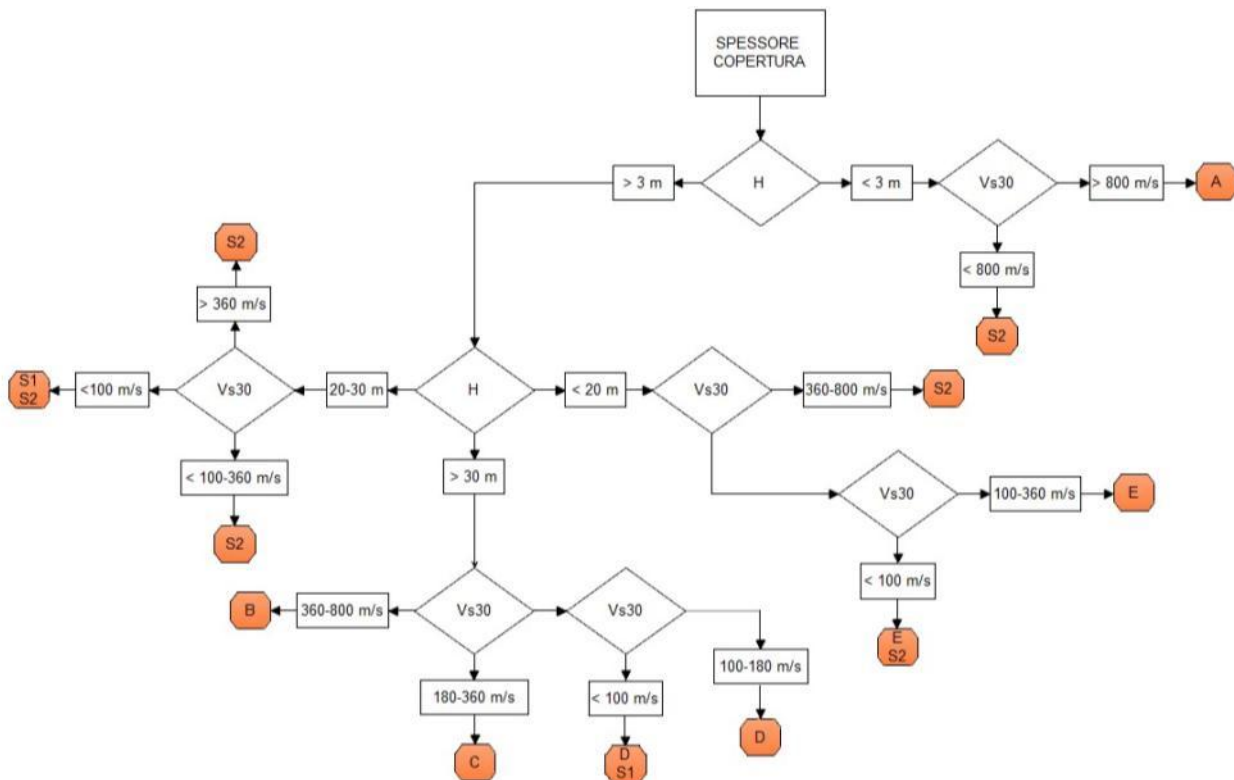 SPESSORE
COPERTURA
> 3 m
H
< 3 m
Vs30
> 800 m/s
A
< 800 m/s
S2
S2
> 360 m/s
S1
S2
<100 m/s
Vs30
20-30 m
H
< 20 m
Vs30
360-800 m/s
S2
< 100-360 m/s
S2
> 30 m
Vs30
100-360 m/s
E
< 100 m/s
E
S2
B
360-800 m/s
Vs30
Vs30
180-360 m/s
C
< 100 m/s
D
S1
100-180 m/s
D